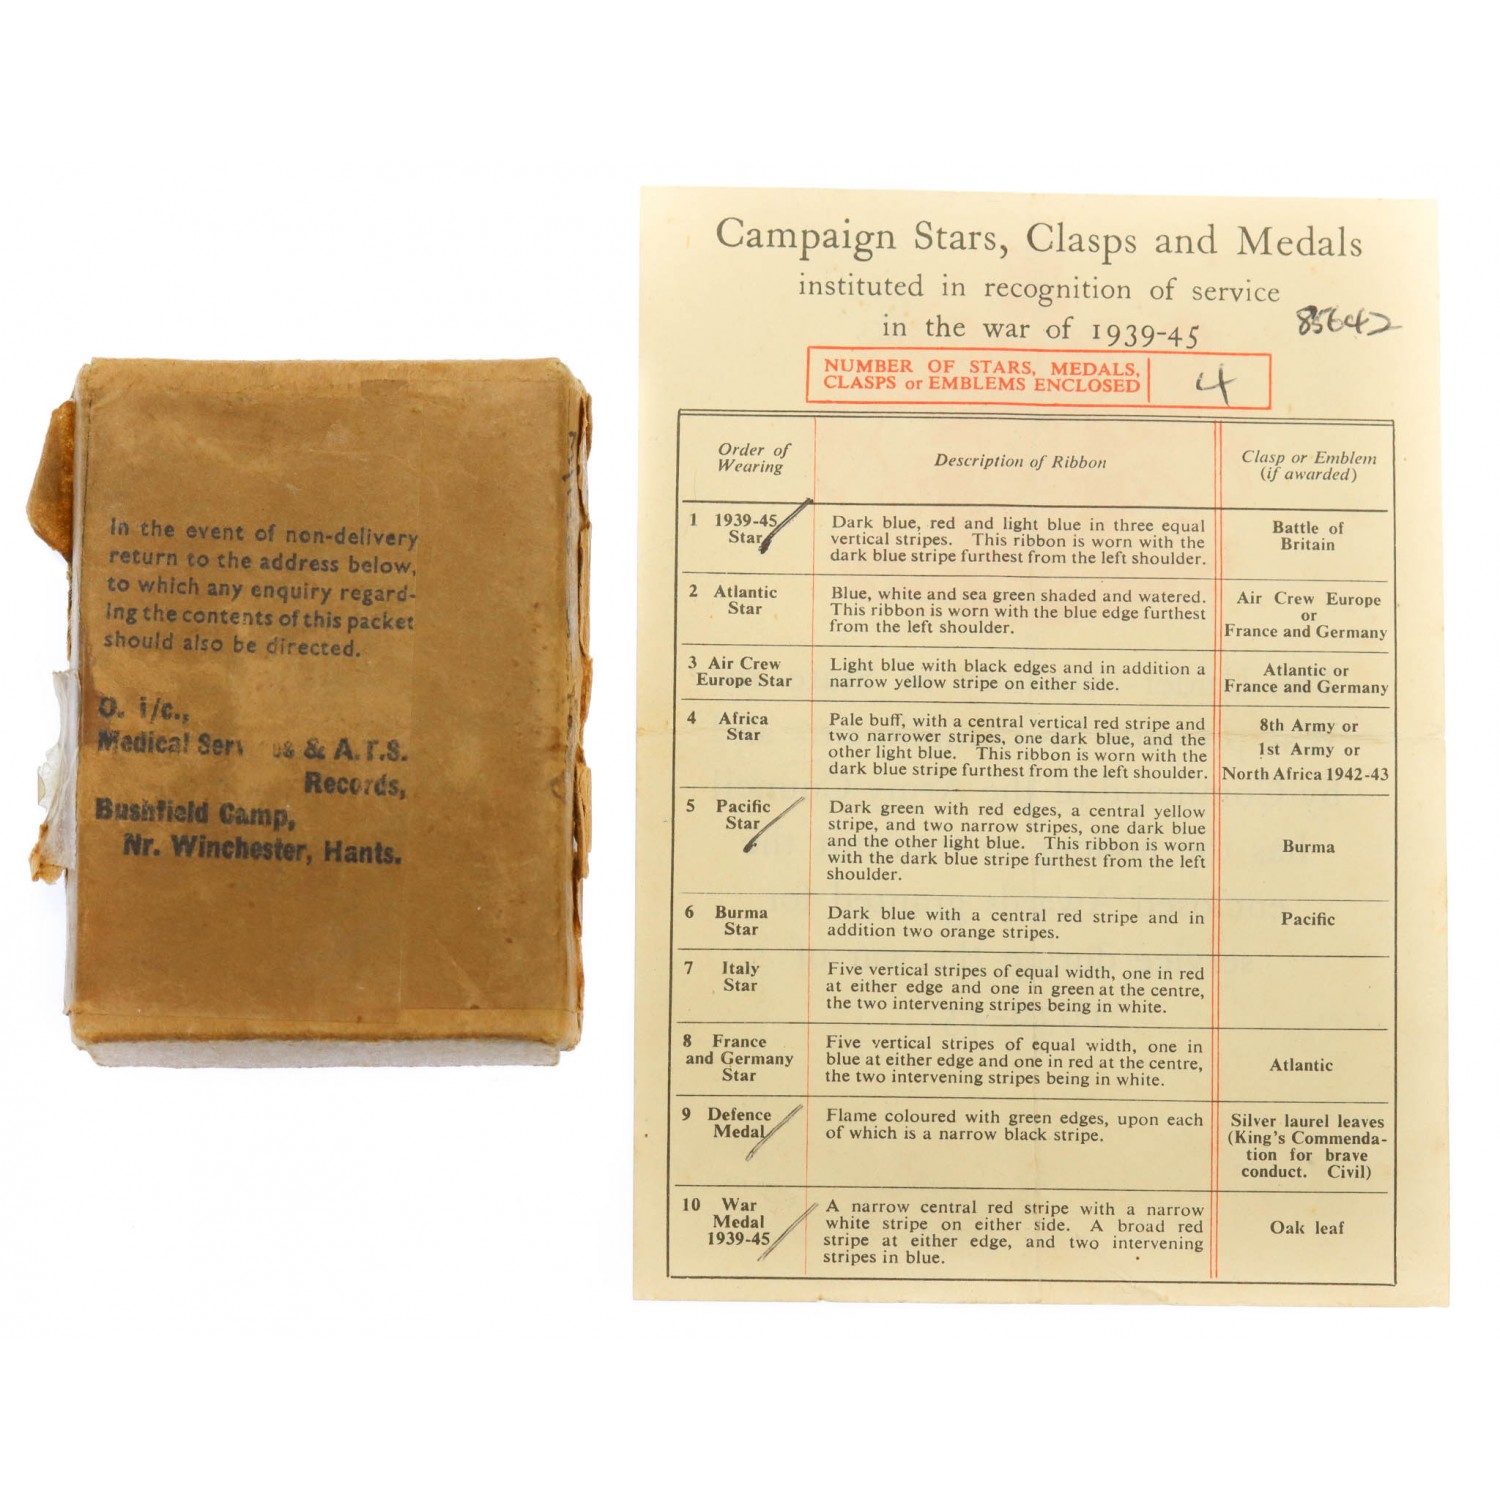 In the event of non-delivery
return to the address below,
to which any enquiry regard-
ing the contents of this packet
should also be directed.
O. i/c.,
Medical Services & A.T.S.
Records,
Bushfield Camp,
Nr. Winchester, Hants.
Campaign Stars, Clasps and Medals
instituted in recognition of service
in the war of 1939-45
NUMBER OF STARS, MEDALS,
CLASPS or EMBLEMS ENCLOSED
4
Order of
Wearing
Description of Ribbon
Clasp or Emblem
(if awarded)
1 1939-45
Star
Dark blue, red and light blue in three equal
vertical stripes. This ribbon is worn with the
dark blue stripe furthest from the left shoulder.
Battle of
Britain
2 Atlantic
Star
Blue, white and sea green shaded and watered.
This ribbon is worn with the blue edge furthest
from the left shoulder.
Air Crew Europe
or
France and Germany
3 Air Crew
Europe Star
Light blue with black edges and in addition a
narrow yellow stripe on either side.
Atlantic or
France and Germany
4 Africa
Star
Pale buff, with a central vertical red stripe and
two narrower stripes, one dark blue, and the
other light blue. This ribbon is worn with the
dark blue stripe furthest from the left shoulder.
8th Army or
1st Army or
North Africa 1942-43
5 Pacific
Star
Dark green with red edges, a central yellow
stripe, and two narrow stripes, one dark blue
and the other light blue. This ribbon is worn
with the dark blue stripe furthest from the left
shoulder.
Burma
6 Burma
Star
Dark blue with a central red stripe and in
addition two orange stripes.
Pacific
7 Italy
Star
Five vertical stripes of equal width, one in red
at either edge and one in green at the centre,
the two intervening stripes being in white.
8 France
and Germany
Star
Five vertical stripes of equal width, one in
blue at either edge and one in red at the centre,
the two intervening stripes being in white.
Atlantic
9 Defence
Medal
Flame coloured with green edges, upon each
of which is a narrow black stripe.
Silver laurel leaves
(King's Commenda-
tion for brave
conduct. Civil)
10 War
Medal
1939-45
A narrow central red stripe with a narrow
white stripe on either side. A broad red
stripe at either edge, and two intervening
stripes in blue.
Oak leaf